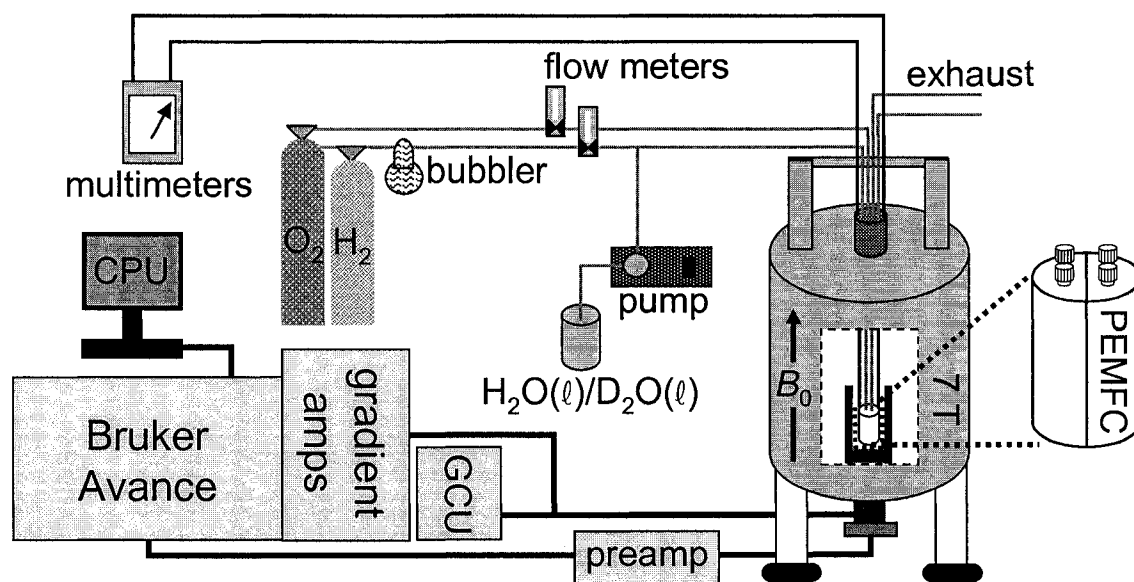 flow meters
exhaust
multimeters
bubbler
O₂
H₂
CPU
pump
H₂O(ℓ)/D₂O(ℓ)
B₀
7 T
PEMFC
Bruker
Avance
gradient
amps
GCU
preamp